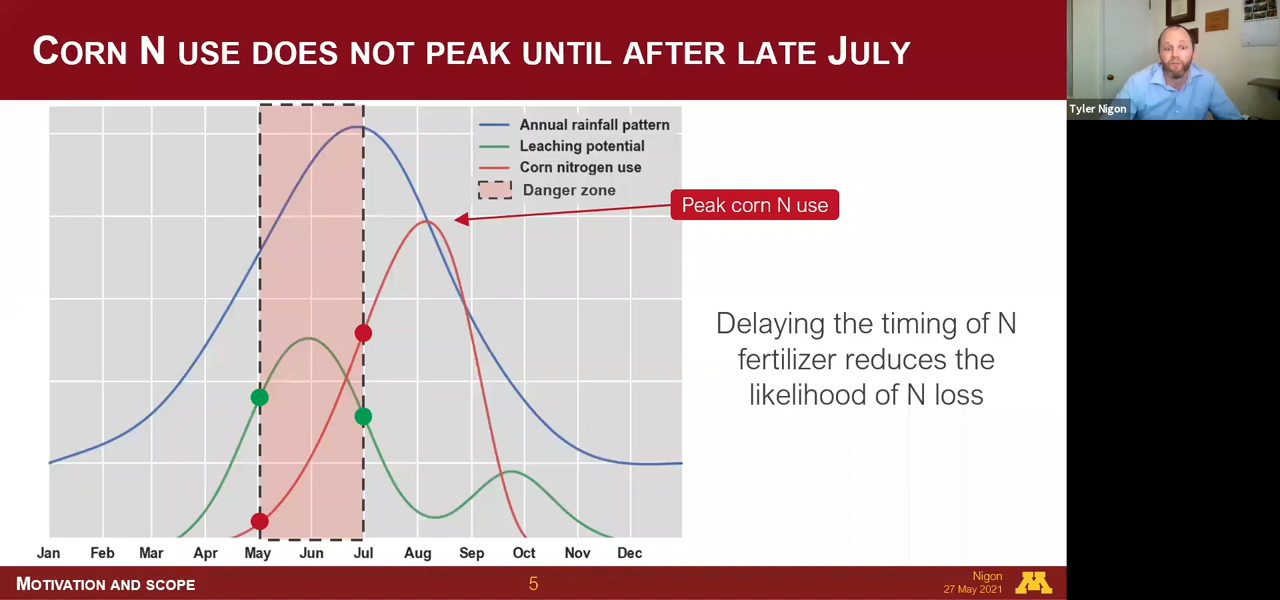 CORN N USE DOES NOT PEAK UNTIL AFTER LATE JULY
Tyler Nigon
Annual rainfall pattern
Leaching potential
Corn nitrogen use
Danger zone
Peak corn N use
Delaying the timing of N
fertilizer reduces the
likelihood of N loss
Jan Feb Mar Apr May Jun Jul Aug Sep Oct Nov Dec
MOTIVATION AND SCOPE
5
Nigon
27 May 2021
M